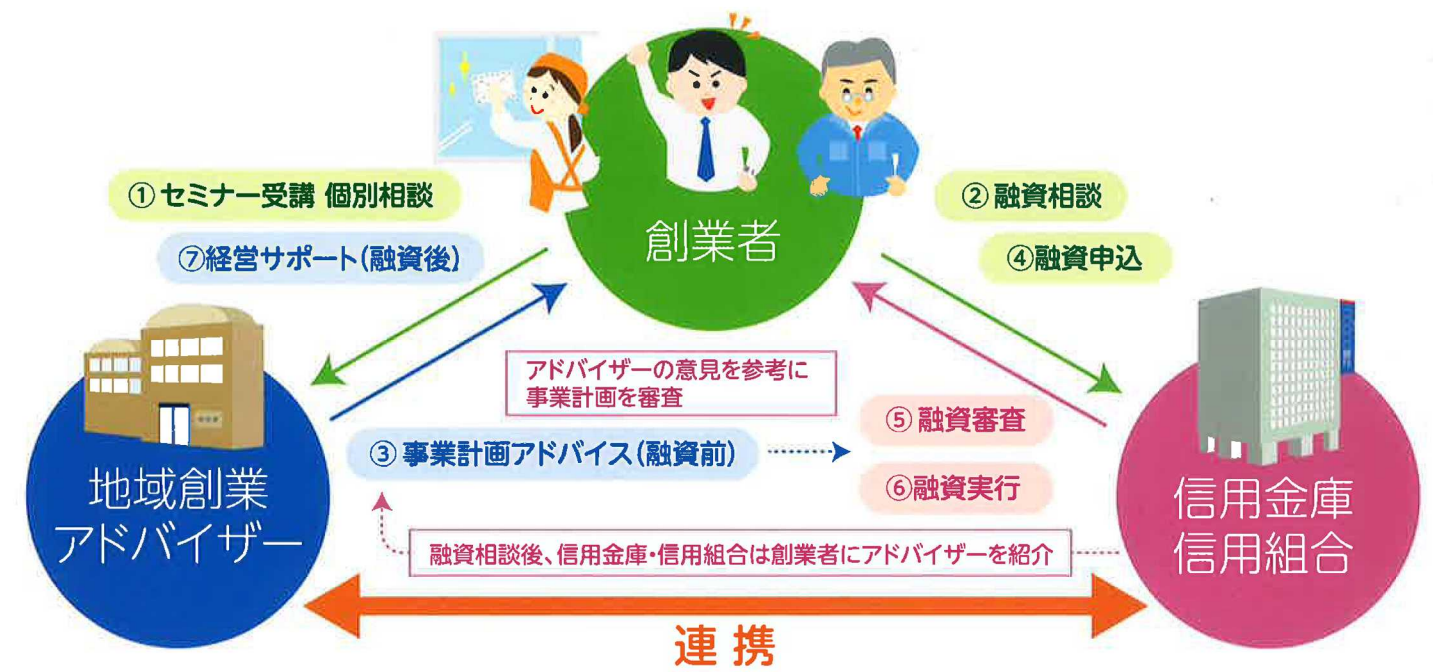 ① セミナー受講 個別相談
⑦経営サポート(融資後)
創業者
② 融資相談
④融資申込
アドバイザーの意見を参考に
事業計画を審査
③ 事業計画アドバイス(融資前)
⑤ 融資審査
⑥融資実行
地域創業
アドバイザー
信用金庫
信用組合
融資相談後、信用金庫・信用組合は創業者にアドバイザーを紹介
連携